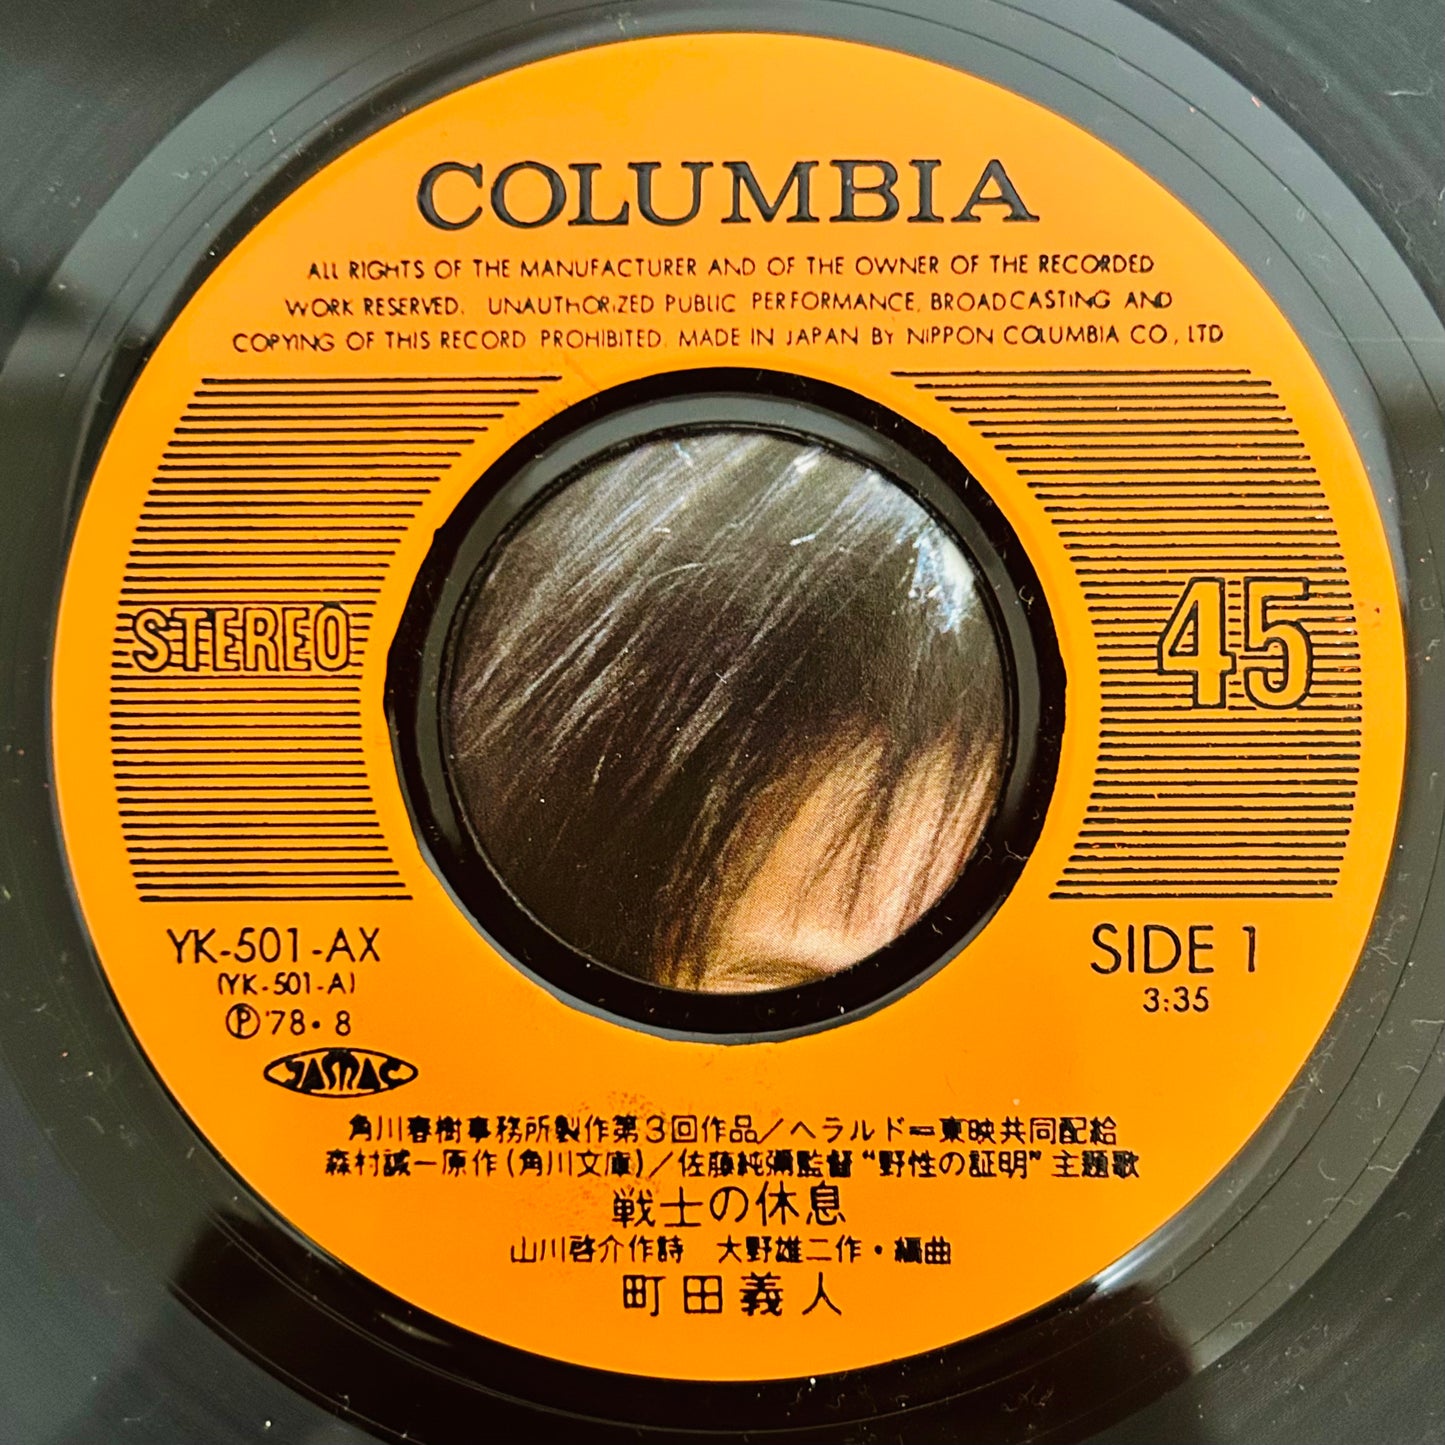 COLUMBIA
ALL RIGHTS OF THE MANUFACTURER AND OF THE OWNER OF THE RECORDED
WORK RESERVED. UNAUTHORIZED PUBLIC PERFORMANCE, BROADCASTING AND
COPYING OF THIS RECORD PROHIBITED. MADE IN JAPAN BY NIPPON COLUMBIA CO., LTD
STEREO
45
YK-501-AX
(YK-501-A)
Ⓟ'78・8
JASRAC
SIDE 1
3:35
角川春樹事務所製作第3回作品/ヘラルド=東映共同配給
森村誠一原作(角川文庫)/佐藤純彌監督“野性の証明”主題歌
戦士の休息
山川啓介作詩 大野雄二作・編曲
町田義人